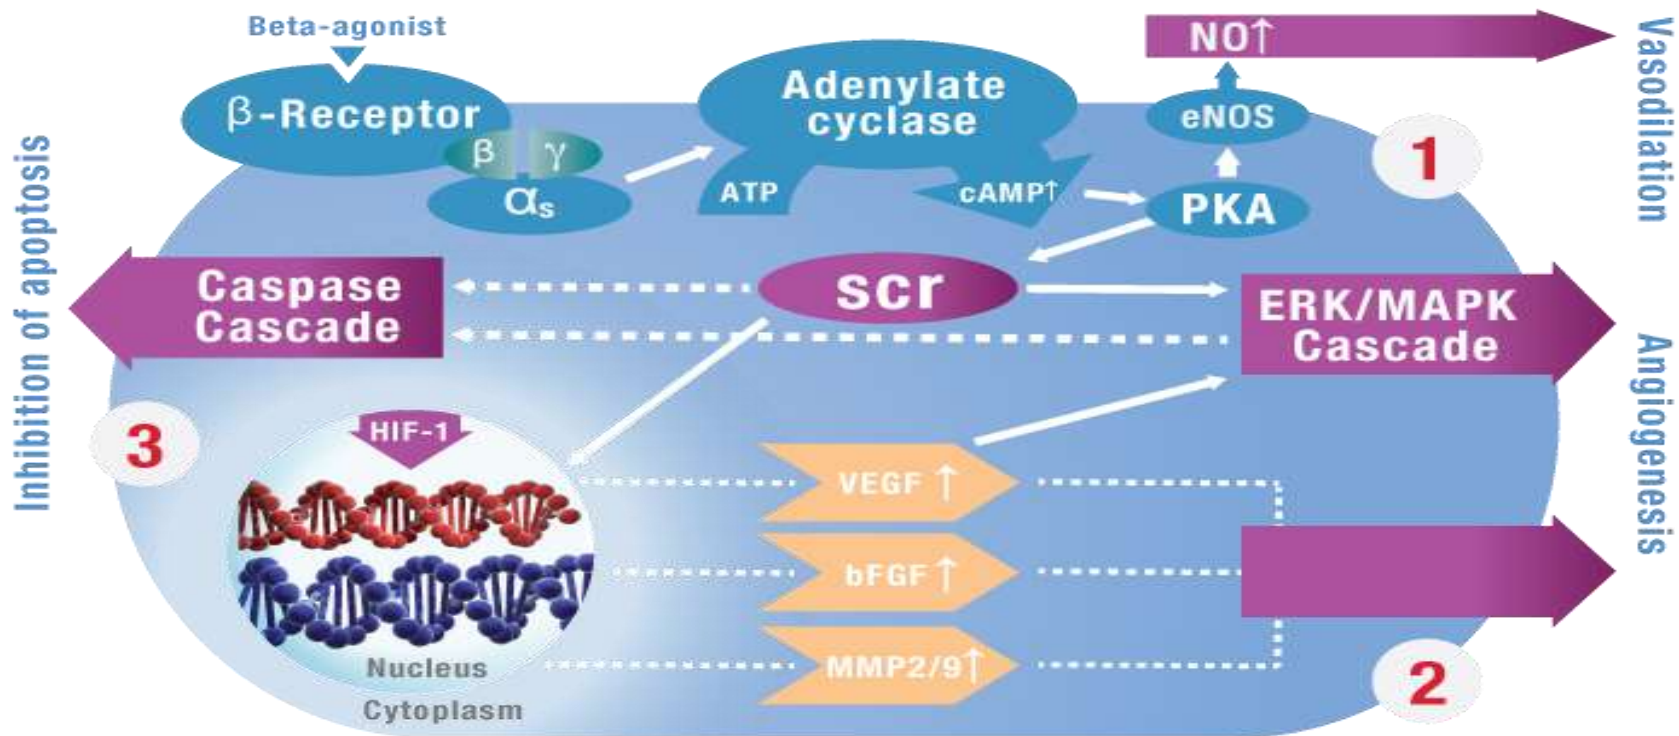 Beta-agonist
β-Receptor
β γ
αs
Adenylate
cyclase
ATP
cAMP↑
NO↑
eNOS
PKA
1
Vasodilation
Inhibition of apoptosis
Caspase
Cascade
scr
ERK/MAPK
Cascade
Angiogenesis
3
HIF-1
VEGF ↑
bFGF ↑
MMP2/9↑
Nucleus
Cytoplasm
2